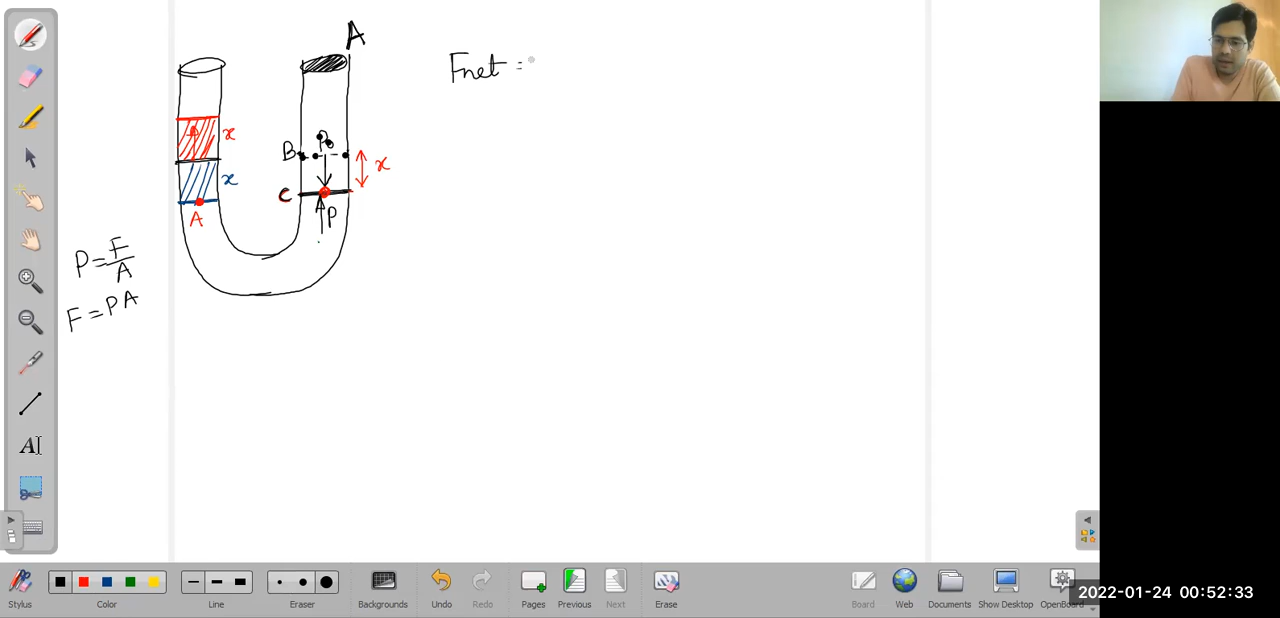 A
Fnet =
x
B
P₀
x
x
C
A
P
P = F/A
F = PA
A
Stylus
Color
Line
Eraser
Backgrounds
Undo
Redo
Pages
Previous
Next
Erase
Board
Web
Documents
Show Desktop
OpenBoard
2022-01-24 00:52:33